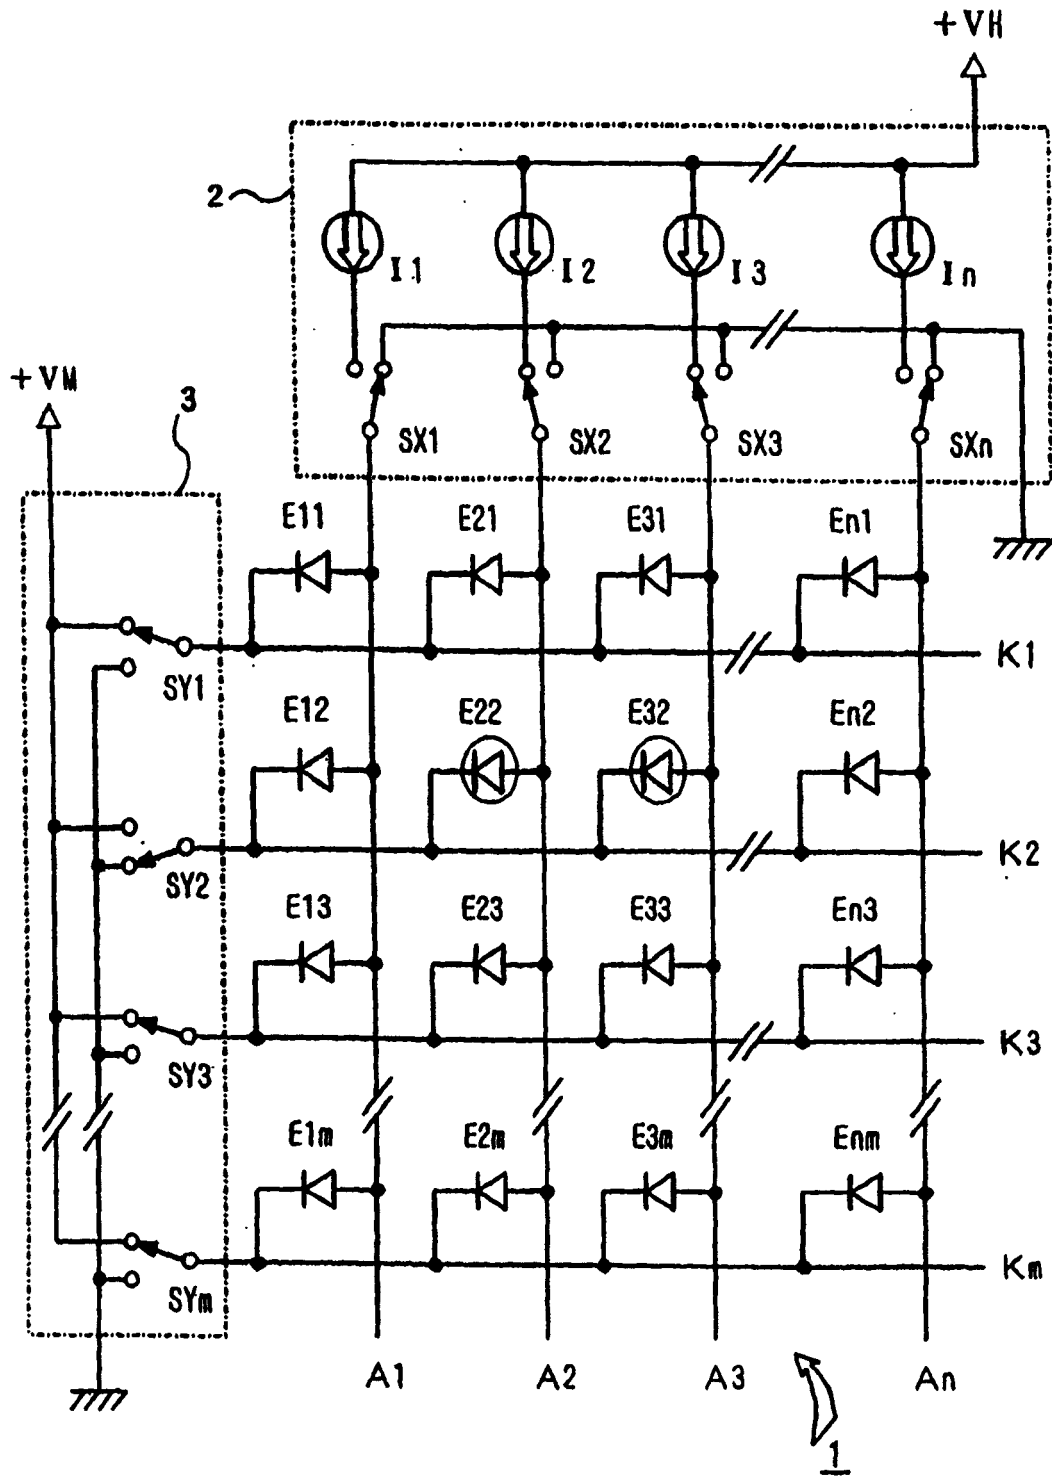 +VH
2
I1 I2 I3 In
+VM
3
SX1 SX2 SX3 SXn
E11 E21 E31 En1
K1
SY1
E12 E22 E32 En2
K2
SY2
E13 E23 E33 En3
K3
SY3
E1m E2m E3m Enm
Km
SYm
A1 A2 A3 An
1